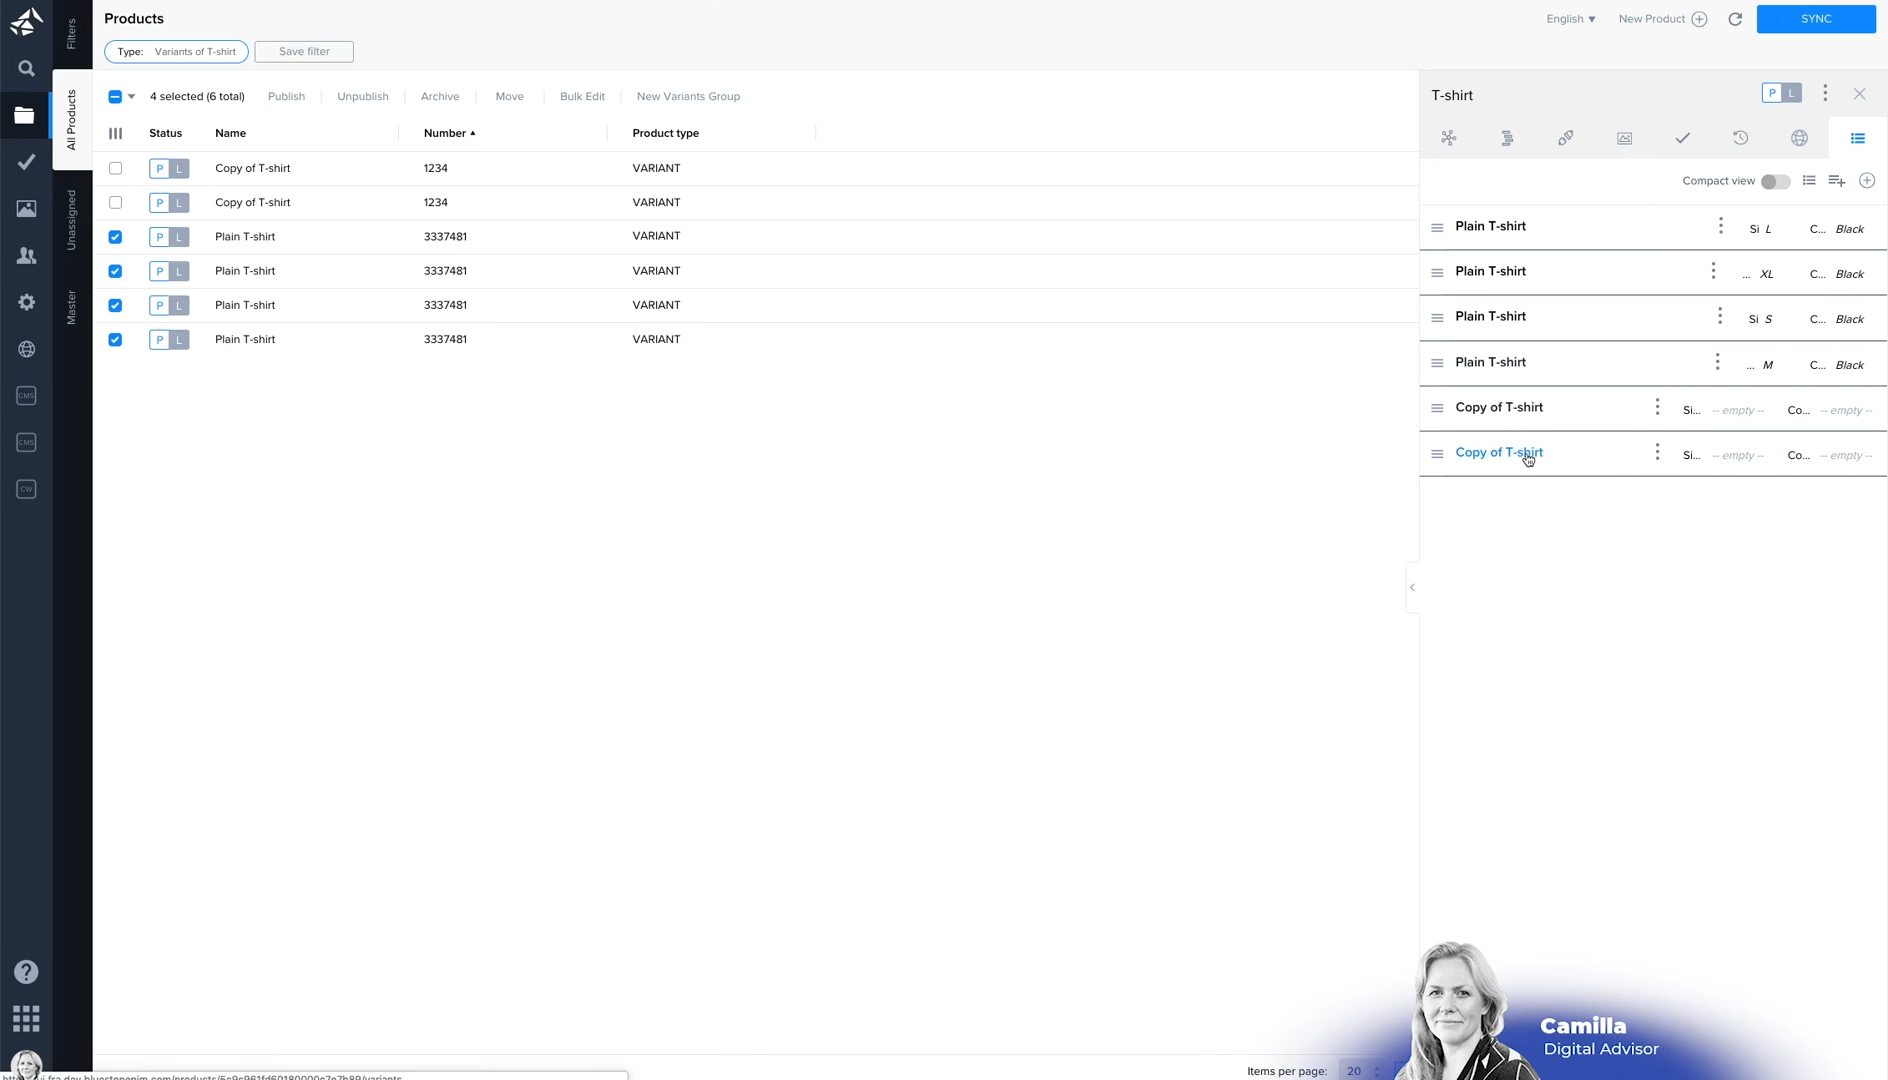 Products
English ▼ New Product SYNC
Type: Variants of T-shirt Save filter
Filters
All Products
Unassigned
Master
CMS
CMS
CW
4 selected (6 total) Publish Unpublish Archive Move Bulk Edit New Variants Group
Status Name Number ▲ Product type
P L Copy of T-shirt 1234 VARIANT
P L Copy of T-shirt 1234 VARIANT
P L Plain T-shirt 3337481 VARIANT
P L Plain T-shirt 3337481 VARIANT
P L Plain T-shirt 3337481 VARIANT
P L Plain T-shirt 3337481 VARIANT
T-shirt P L
Compact view
Plain T-shirt Si L C... Black
Plain T-shirt ... XL C... Black
Plain T-shirt Si S C... Black
Plain T-shirt ... M C... Black
Copy of T-shirt Si... -- empty -- Co... -- empty --
Copy of T-shirt Si... -- empty -- Co... -- empty --
Camilla
Digital Advisor
Items per page: 20